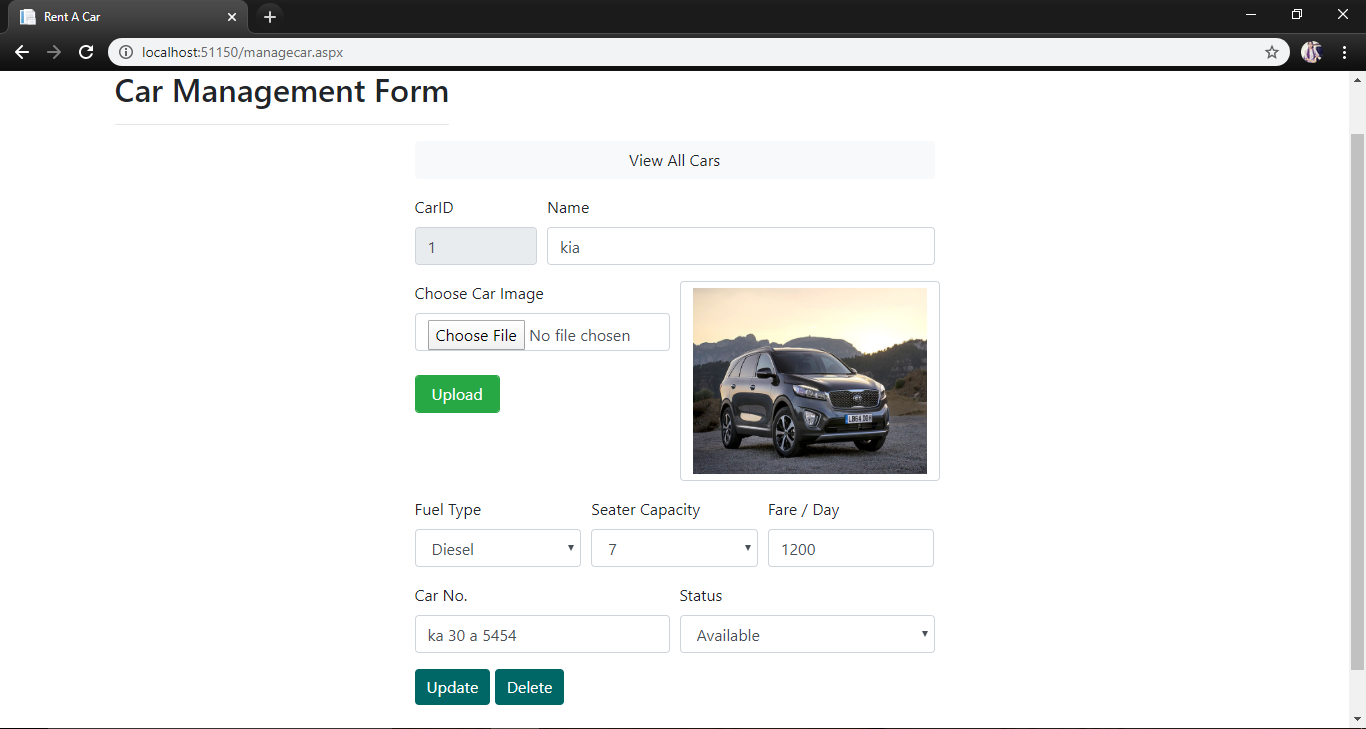 Rent A Car
localhost:51150/managecar.aspx
Car Management Form
View All Cars
CarID Name
1 kia
Choose Car Image
Choose File No file chosen
Upload
Fuel Type Seater Capacity Fare / Day
Diesel 7 1200
Car No. Status
ka 30 a 5454 Available
Update Delete